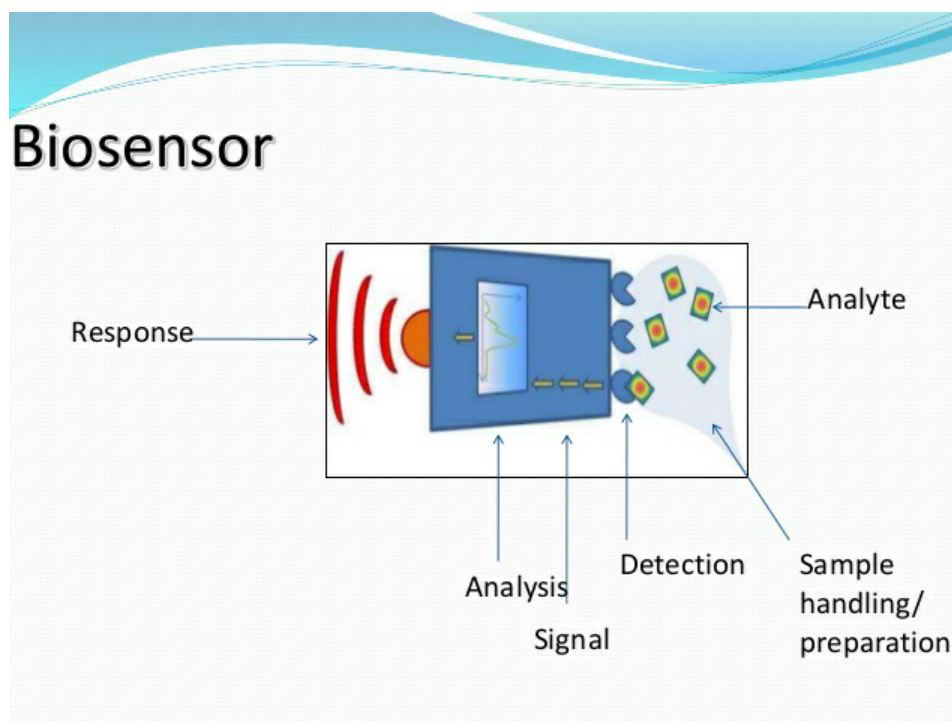 Biosensor
Response
Analyte
Analysis
Signal
Detection
Sample
handling/
preparation